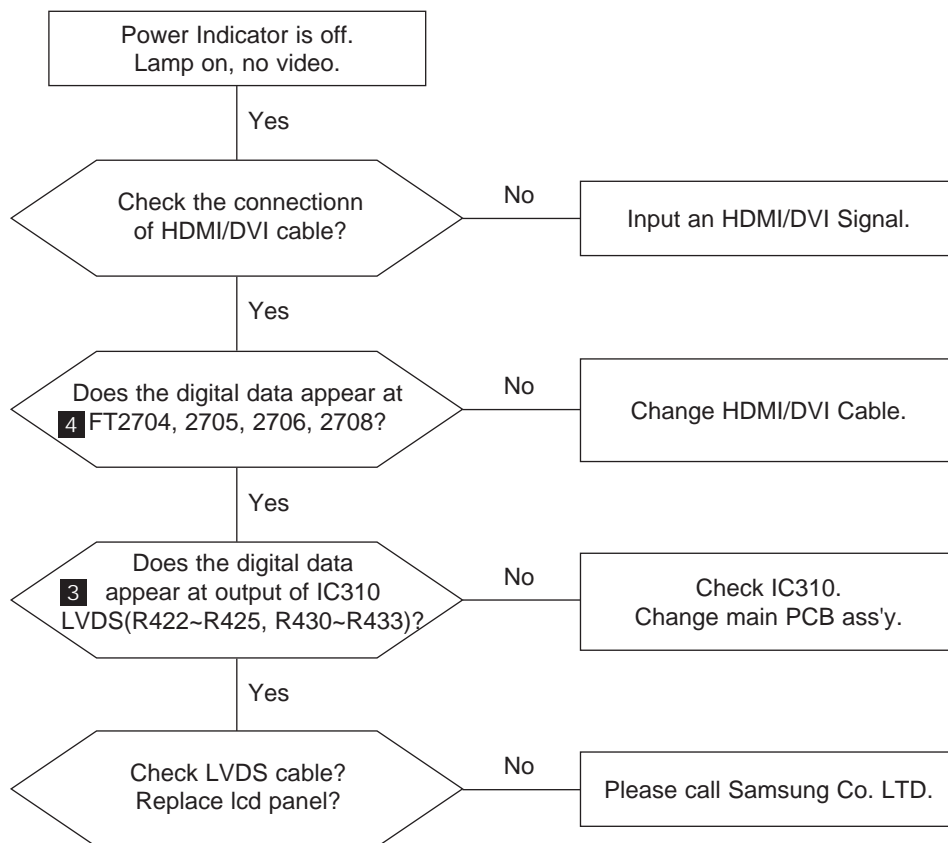 Power Indicator is off.
Lamp on, no video.
Yes
Check the connectionn
of HDMI/DVI cable?
No
Input an HDMI/DVI Signal.
Yes
Does the digital data appear at
4 FT2704, 2705, 2706, 2708?
No
Change HDMI/DVI Cable.
Yes
Does the digital data
3 appear at output of IC310
LVDS(R422~R425, R430~R433)?
No
Check IC310.
Change main PCB ass'y.
Yes
Check LVDS cable?
Replace lcd panel?
No
Please call Samsung Co. LTD.